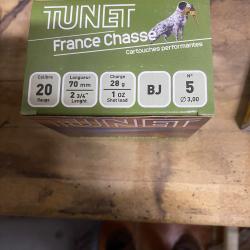 TUNET
France Chasse
Cartouches performantes
Calibre
20
Gauge
Longueur
70 mm
2 3/4"
Lenght
Charge
28 g
1 OZ
Shot load
BJ
N°
5
Ø 3,00
TUNET